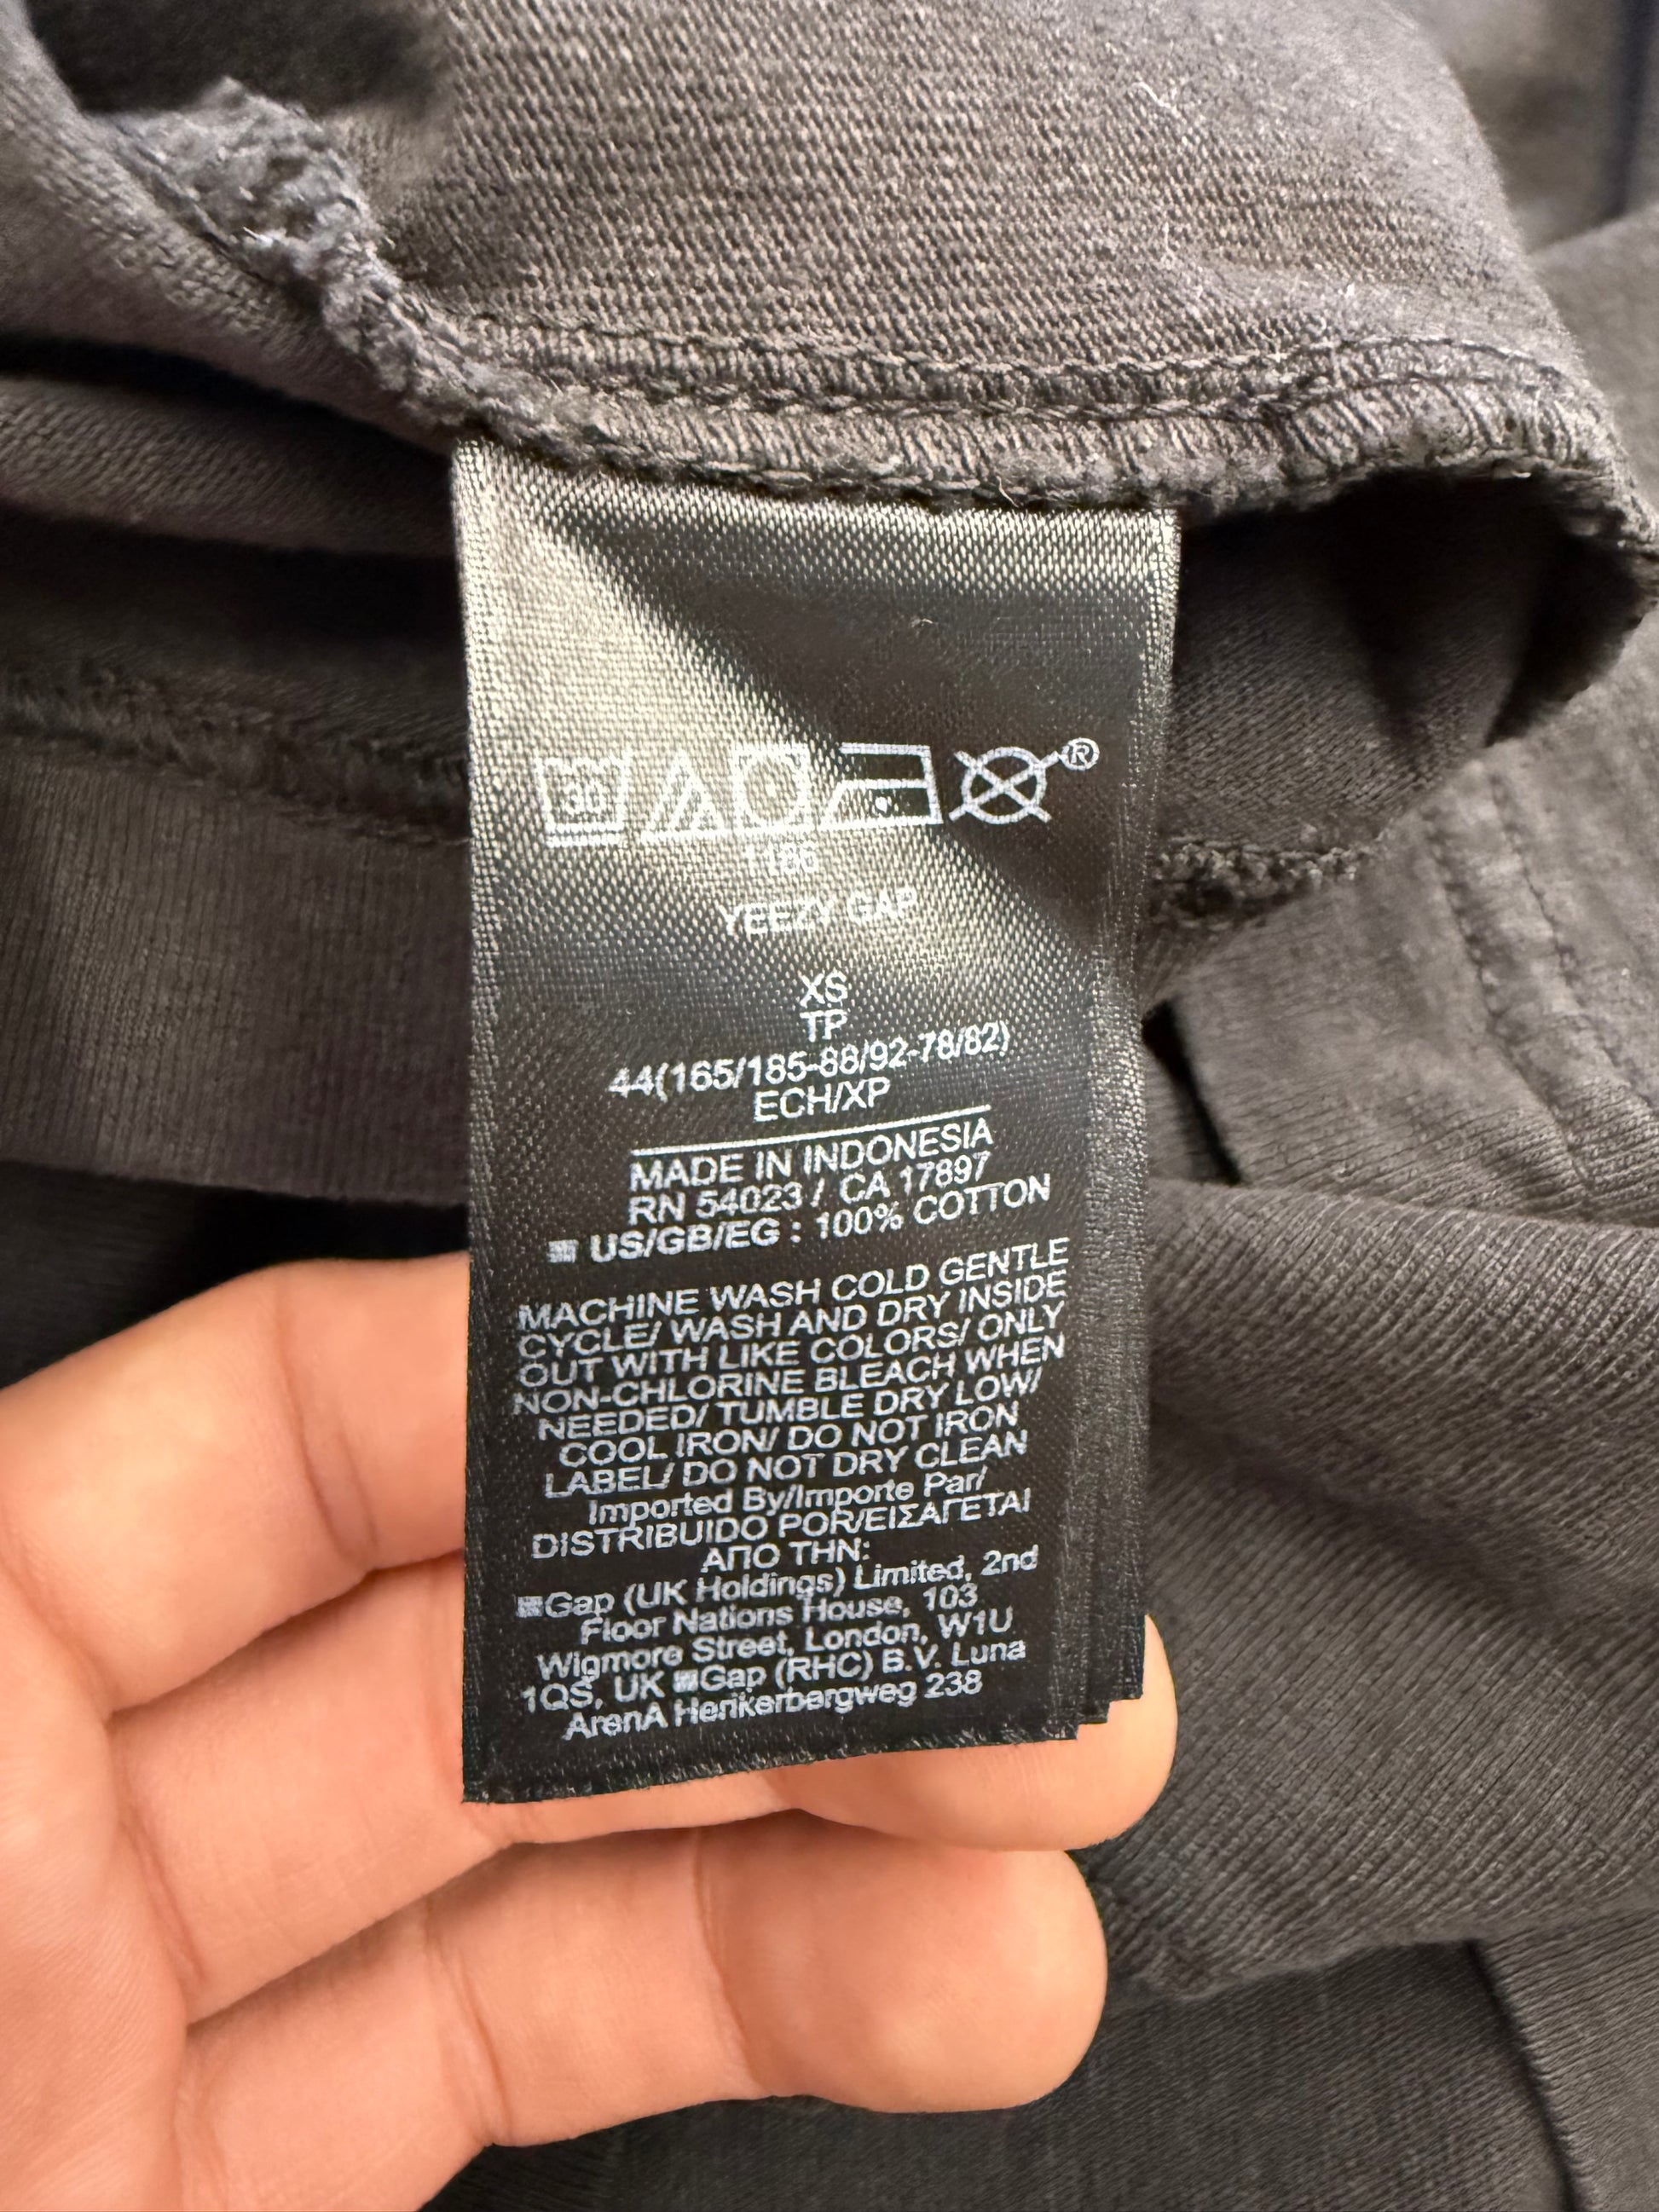 30
®
1166
YEEZY GAP
XS
TP
44(165/185-88/92-78/82)
ECH/XP
MADE IN INDONESIA
RN 54023 / CA 17897
US/GB/EG : 100% COTTON
MACHINE WASH COLD GENTLE
CYCLE/ WASH AND DRY INSIDE
OUT WITH LIKE COLORS/ ONLY
NON-CHLORINE BLEACH WHEN
NEEDED/ TUMBLE DRY LOW/
COOL IRON/ DO NOT IRON
LABEL/ DO NOT DRY CLEAN
Imported By/Importe Par/
DISTRIBUIDO POR/ΕΙΣΑΓΕΤΑΙ
ΑΠΟ ΤΗΝ:
Gap (UK Holdings) Limited, 2nd
Floor Nations House, 103
Wigmore Street, London, W1U
1QS, UK Gap (RHC) B.V. Luna
ArenA Herikerbergweg 238